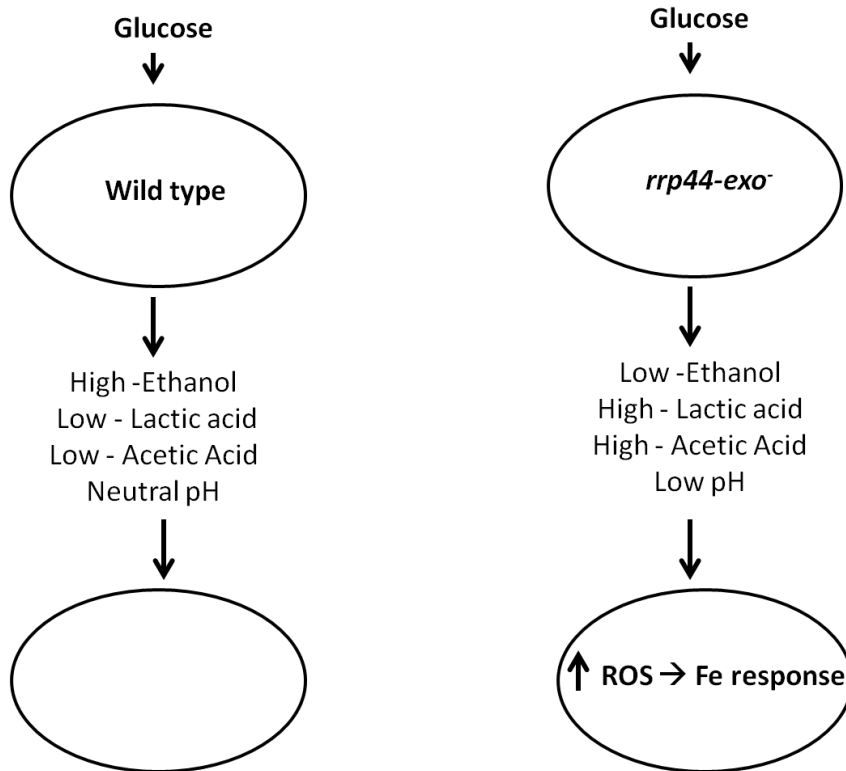 Glucose
Wild type
High -Ethanol
Low - Lactic acid
Low - Acetic Acid
Neutral pH
Glucose
rrp44-exo⁻
Low -Ethanol
High - Lactic acid
High - Acetic Acid
Low pH
↑ ROS → Fe response